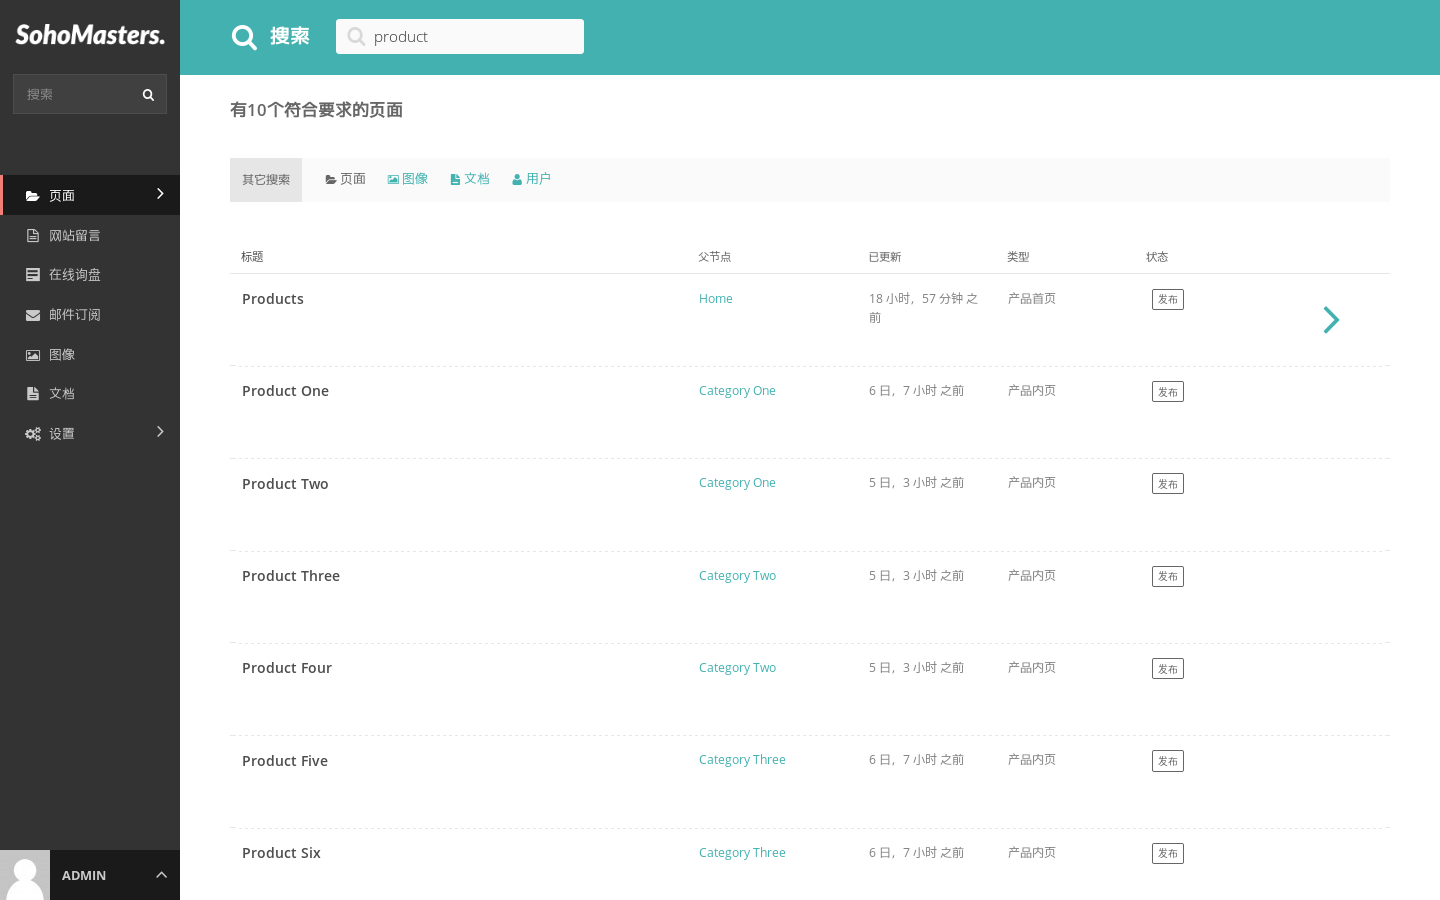 SohoMasters.
搜索
页面
网站留言
在线询盘
邮件订阅
图像
文档
设置
ADMIN
搜索 product
有10个符合要求的页面
其它搜索 页面 图像 文档 用户
标题 父节点 已更新 类型 状态
Products Home 18 小时，57 分钟 之 产品首页 发布
前
Product One Category One 6 日，7 小时 之前 产品内页 发布
Product Two Category One 5 日，3 小时 之前 产品内页 发布
Product Three Category Two 5 日，3 小时 之前 产品内页 发布
Product Four Category Two 5 日，3 小时 之前 产品内页 发布
Product Five Category Three 6 日，7 小时 之前 产品内页 发布
Product Six Category Three 6 日，7 小时 之前 产品内页 发布